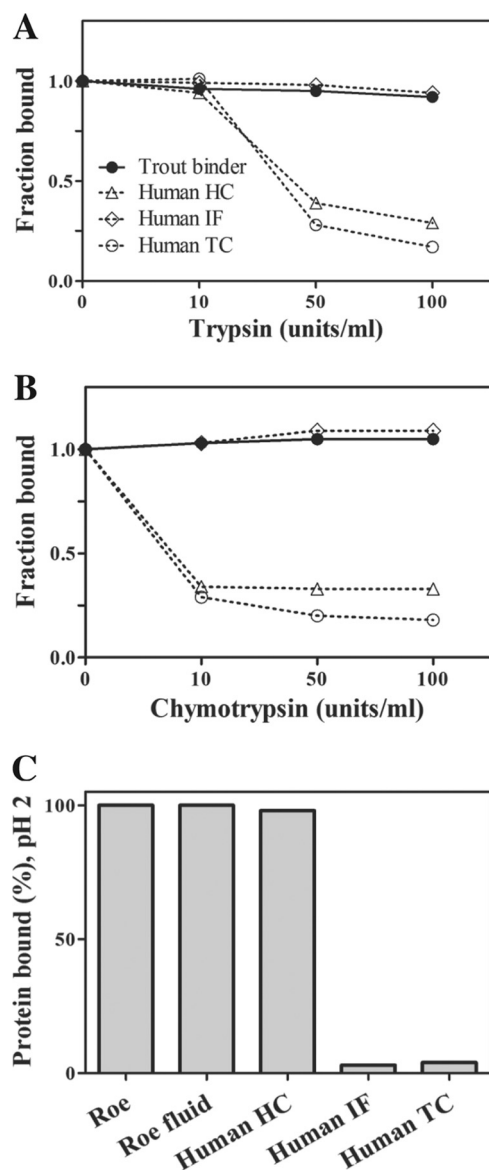 A
Fraction bound
1.0
0.5
0.0
Trout binder
Human HC
Human IF
Human TC
0
10
50
100
Trypsin (units/ml)
B
Fraction bound
1.0
0.5
0.0
0
10
50
100
Chymotrypsin (units/ml)
C
Protein bound (%), pH 2
100
50
0
Roe
Roe fluid
Human HC
Human IF
Human TC